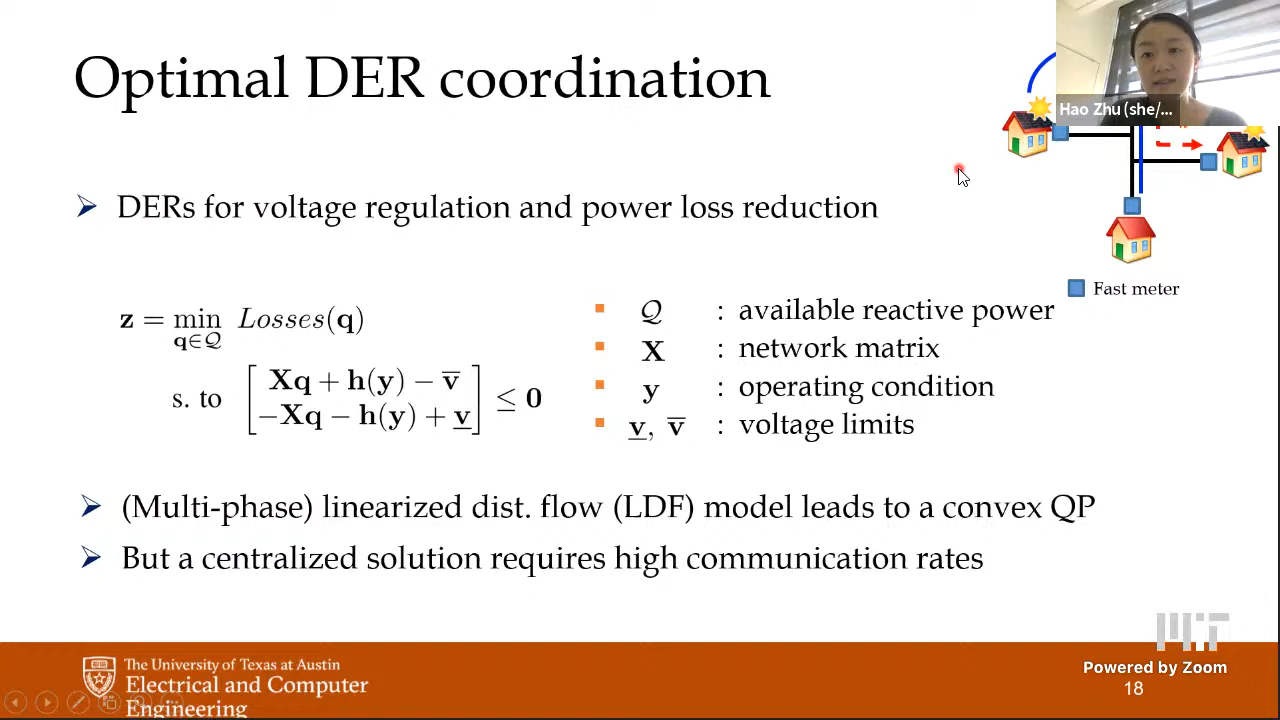 Optimal DER coordination
Hao Zhu (she/...
DERs for voltage regulation and power loss reduction
Fast meter
z = min Losses(q)
q∈Q
s. to [ Xq + h(y) − v̅
−Xq − h(y) + v̲ ] ≤ 0
Q : available reactive power
X : network matrix
y : operating condition
v̲, v̅ : voltage limits
(Multi-phase) linearized dist. flow (LDF) model leads to a convex QP
But a centralized solution requires high communication rates
MIT
Powered by Zoom
18
The University of Texas at Austin
Electrical and Computer
Engineering